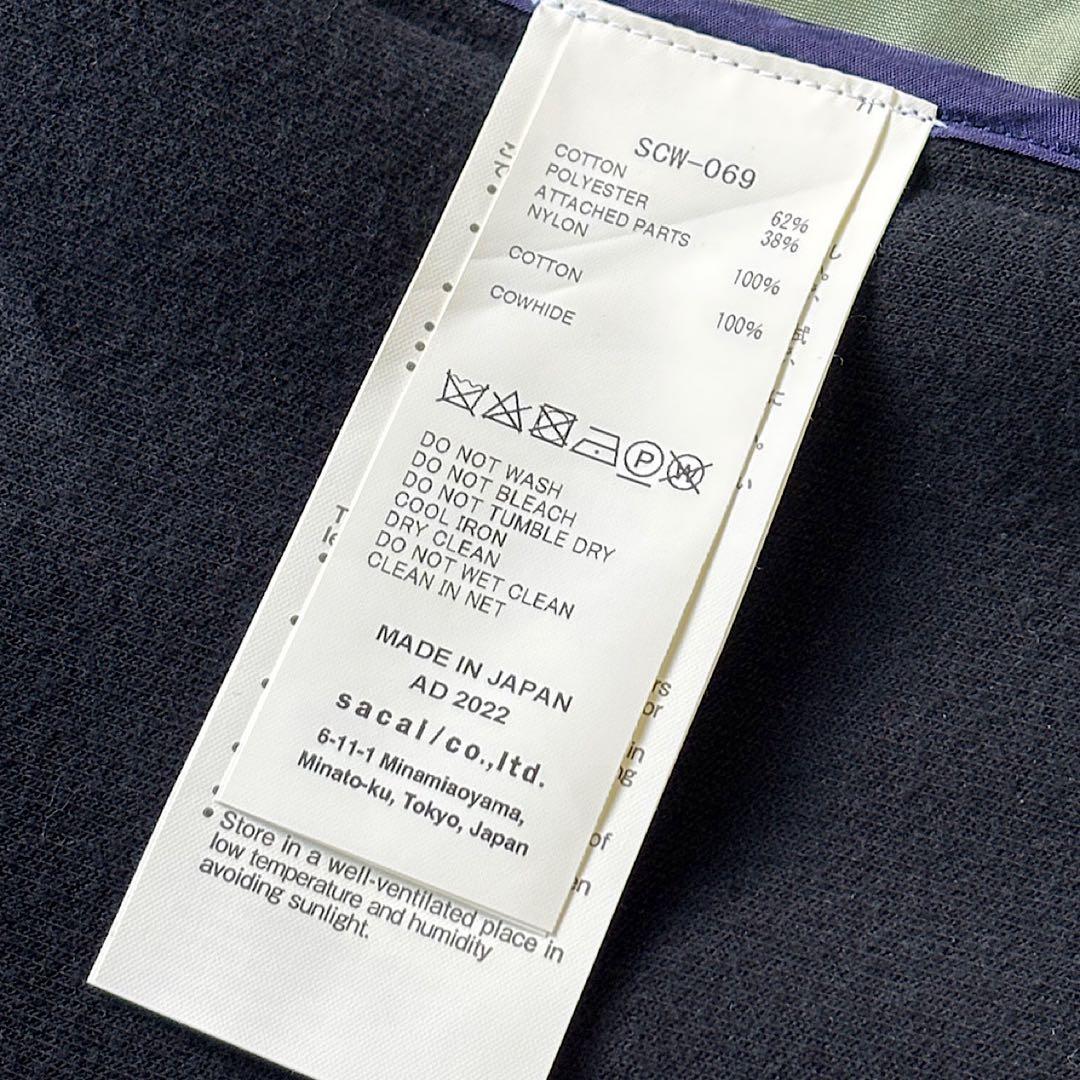 SCW-069
COTTON 62%
POLYESTER 38%
ATTACHED PARTS
NYLON 100%
COTTON 100%
COWHIDE
P
W
DO NOT WASH
DO NOT BLEACH
DO NOT TUMBLE DRY
COOL IRON
DRY CLEAN
DO NOT WET CLEAN
CLEAN IN NET
MADE IN JAPAN
AD 2022
sacai/co.,ltd.
6-11-1 Minamiaoyama,
Minato-ku, Tokyo, Japan
of
in
• Store in a well-ventilated place in
low temperature and humidity
avoiding sunlight.